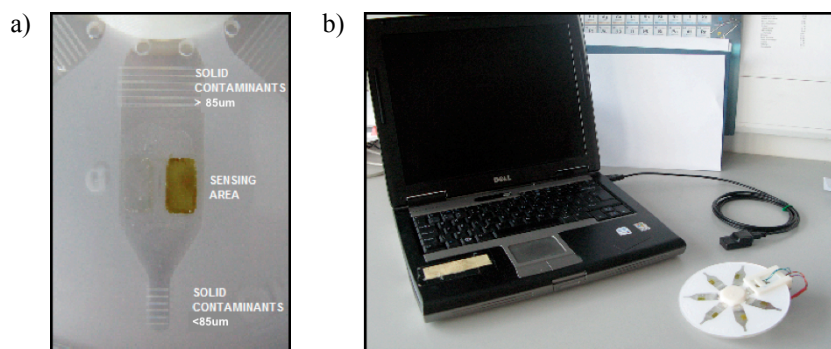 a)
SOLID
CONTAMINANTS
> 85um
SENSING
AREA
SOLID
CONTAMINANTS
<85um
b)
DELL